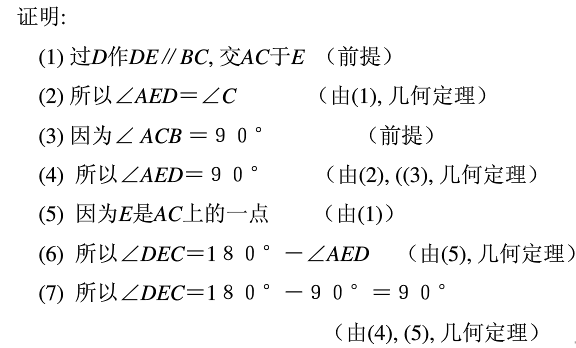 证明:
(1) 过D作DE∥BC, 交AC于E （前提）
(2) 所以∠AED＝∠C （由(1), 几何定理）
(3) 因为∠ ACB ＝９０° （前提）
(4) 所以∠AED＝９０° （由(2), ((3), 几何定理）
(5) 因为E是AC上的一点 （由(1)）
(6) 所以∠DEC＝1８０°－∠AED （由(5), 几何定理）
(7) 所以∠DEC＝1８０°－９０°＝９０°
（由(4), (5), 几何定理）